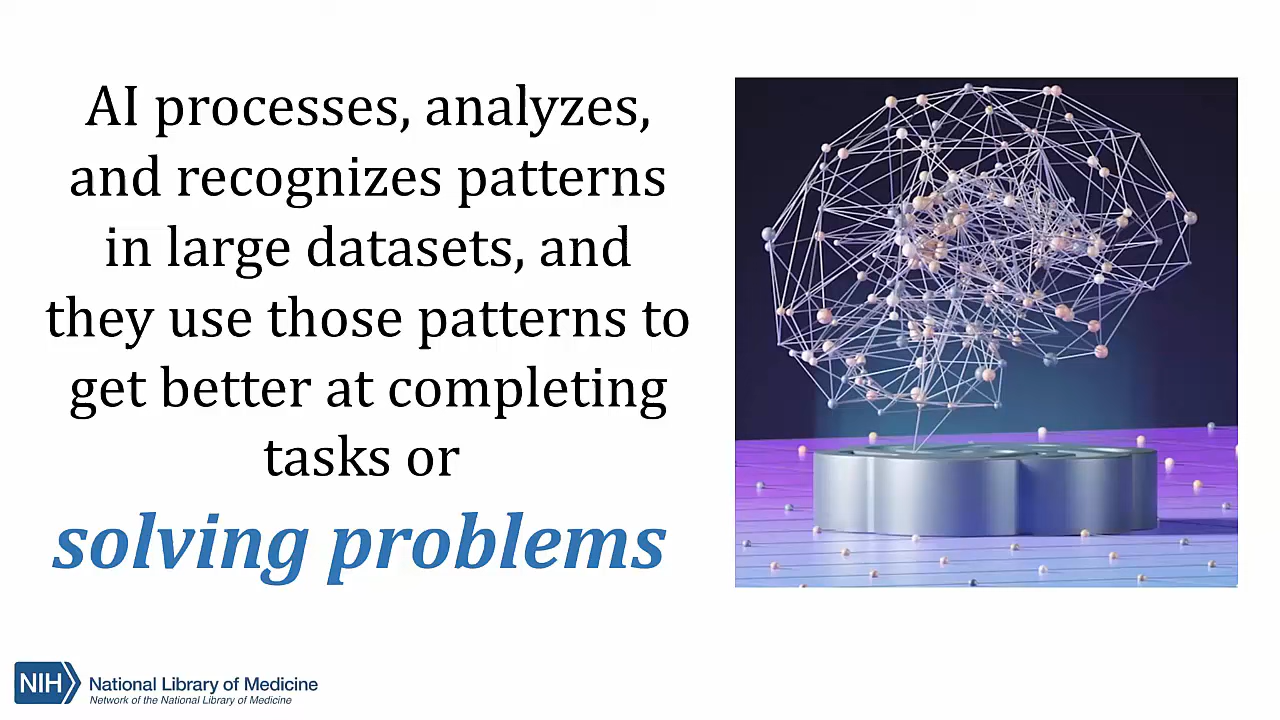 AI processes, analyzes,
and recognizes patterns
in large datasets, and
they use those patterns to
get better at completing
tasks or
solving problems
NIH National Library of Medicine
Network of the National Library of Medicine